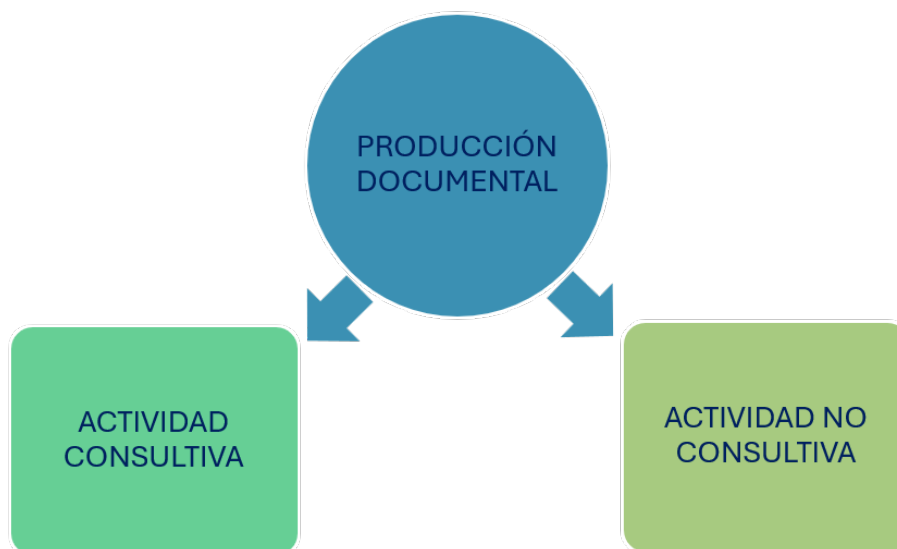 PRODUCCIÓN
DOCUMENTAL
ACTIVIDAD
CONSULTIVA
ACTIVIDAD NO
CONSULTIVA